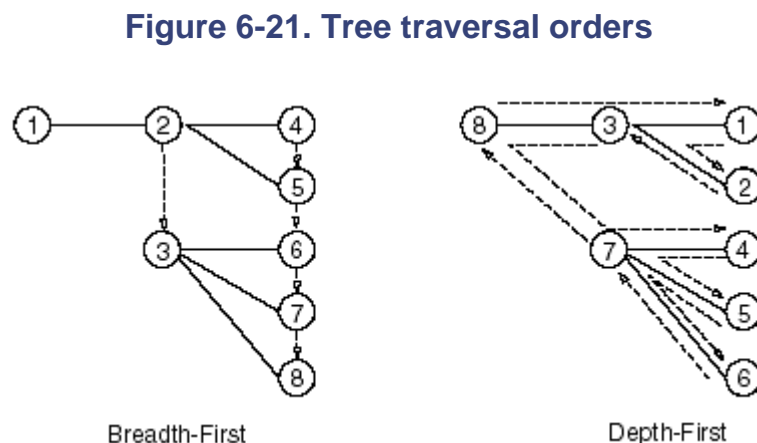 Figure 6-21. Tree traversal orders
1 2 4 8 3 1
5 2
3 6 7 4
7 5
8 6
Breadth-First Depth-First